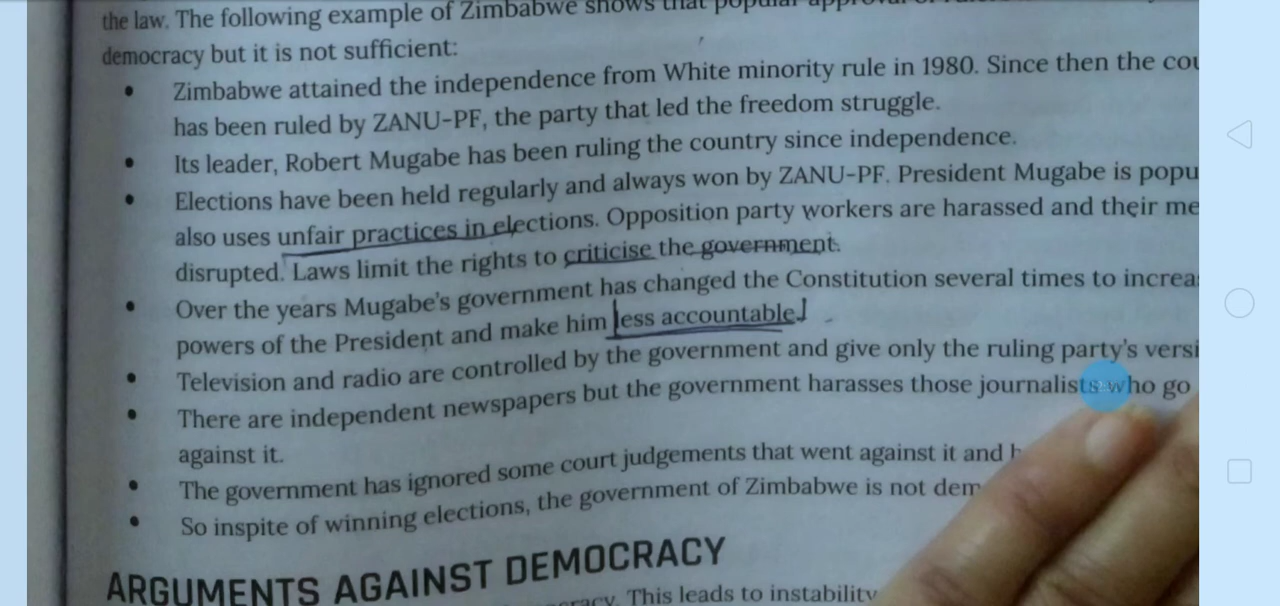 the law. The following example of Zimbabwe shows that popular
democracy but it is not sufficient:
• Zimbabwe attained the independence from White minority rule in 1980. Since then the
has been ruled by ZANU-PF, the party that led the freedom struggle.
• Its leader, Robert Mugabe has been ruling the country since independence.
• Elections have been held regularly and always won by ZANU-PF. President Mugabe is
also uses unfair practices in elections. Opposition party workers are harassed and their
disrupted. Laws limit the rights to criticise the government.
• Over the years Mugabe's government has changed the Constitution several times to
powers of the President and make him less accountable.
• Television and radio are controlled by the government and give only the ruling party's
• There are independent newspapers but the government harasses those journalists who go
against it.
• The government has ignored some court judgements that went against it and
• So inspite of winning elections, the government of Zimbabwe is not
ARGUMENTS AGAINST DEMOCRACY
This leads to instability